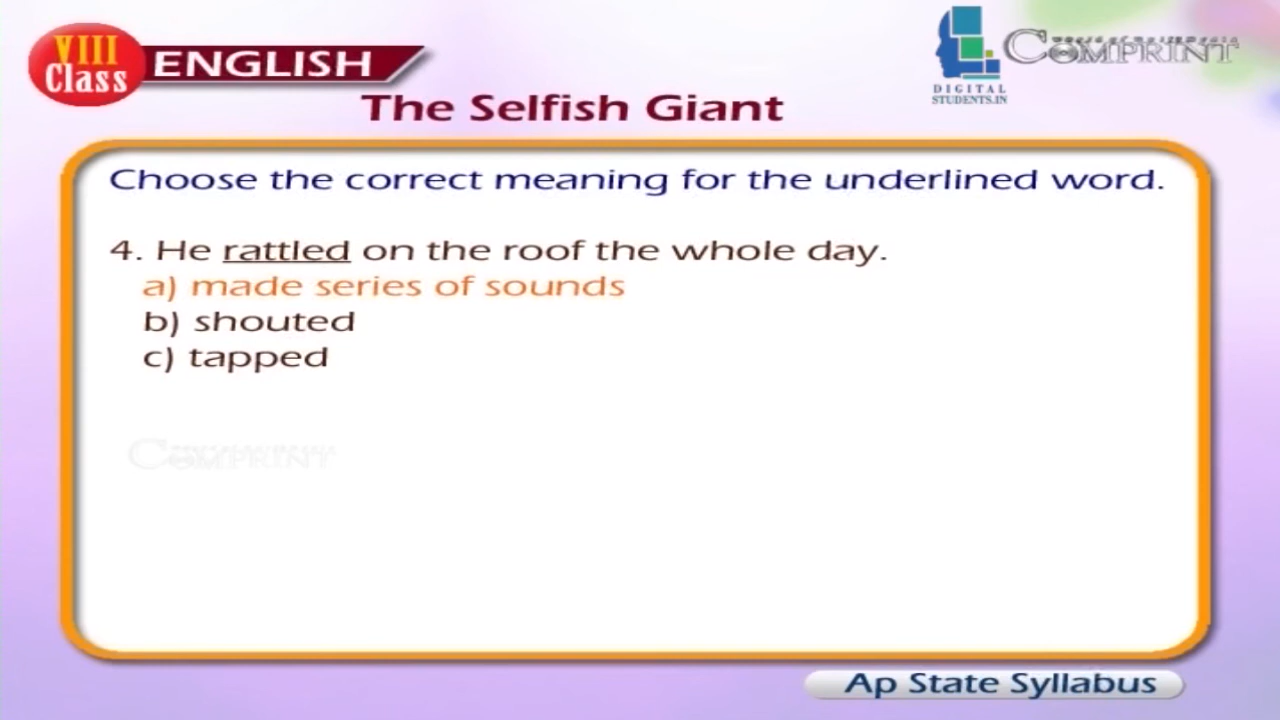 VIII
Class
ENGLISH
The Selfish Giant
DIGITAL
STUDENTS.IN
COMPRINT
Choose the correct meaning for the underlined word.
4. He rattled on the roof the whole day.
a) made series of sounds
b) shouted
c) tapped
COMPRINT
Ap State Syllabus